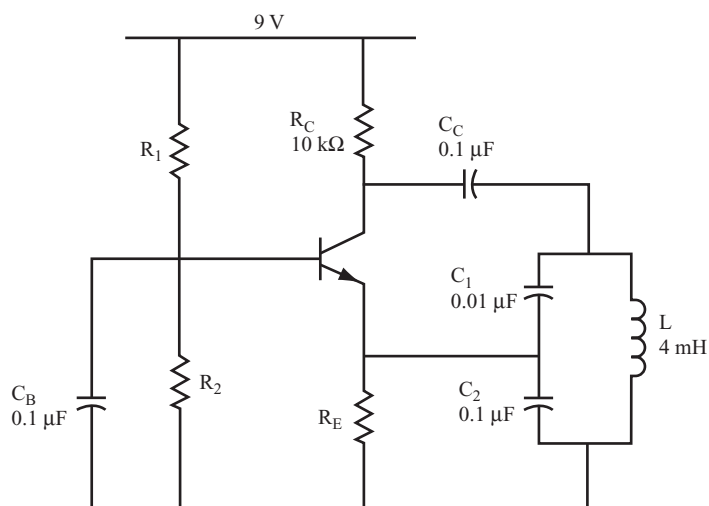 9 V
R_C
10 kΩ
C_C
0.1 μF
R_1
C_1
0.01 μF
L
4 mH
C_B
0.1 μF
R_2
R_E
C_2
0.1 μF